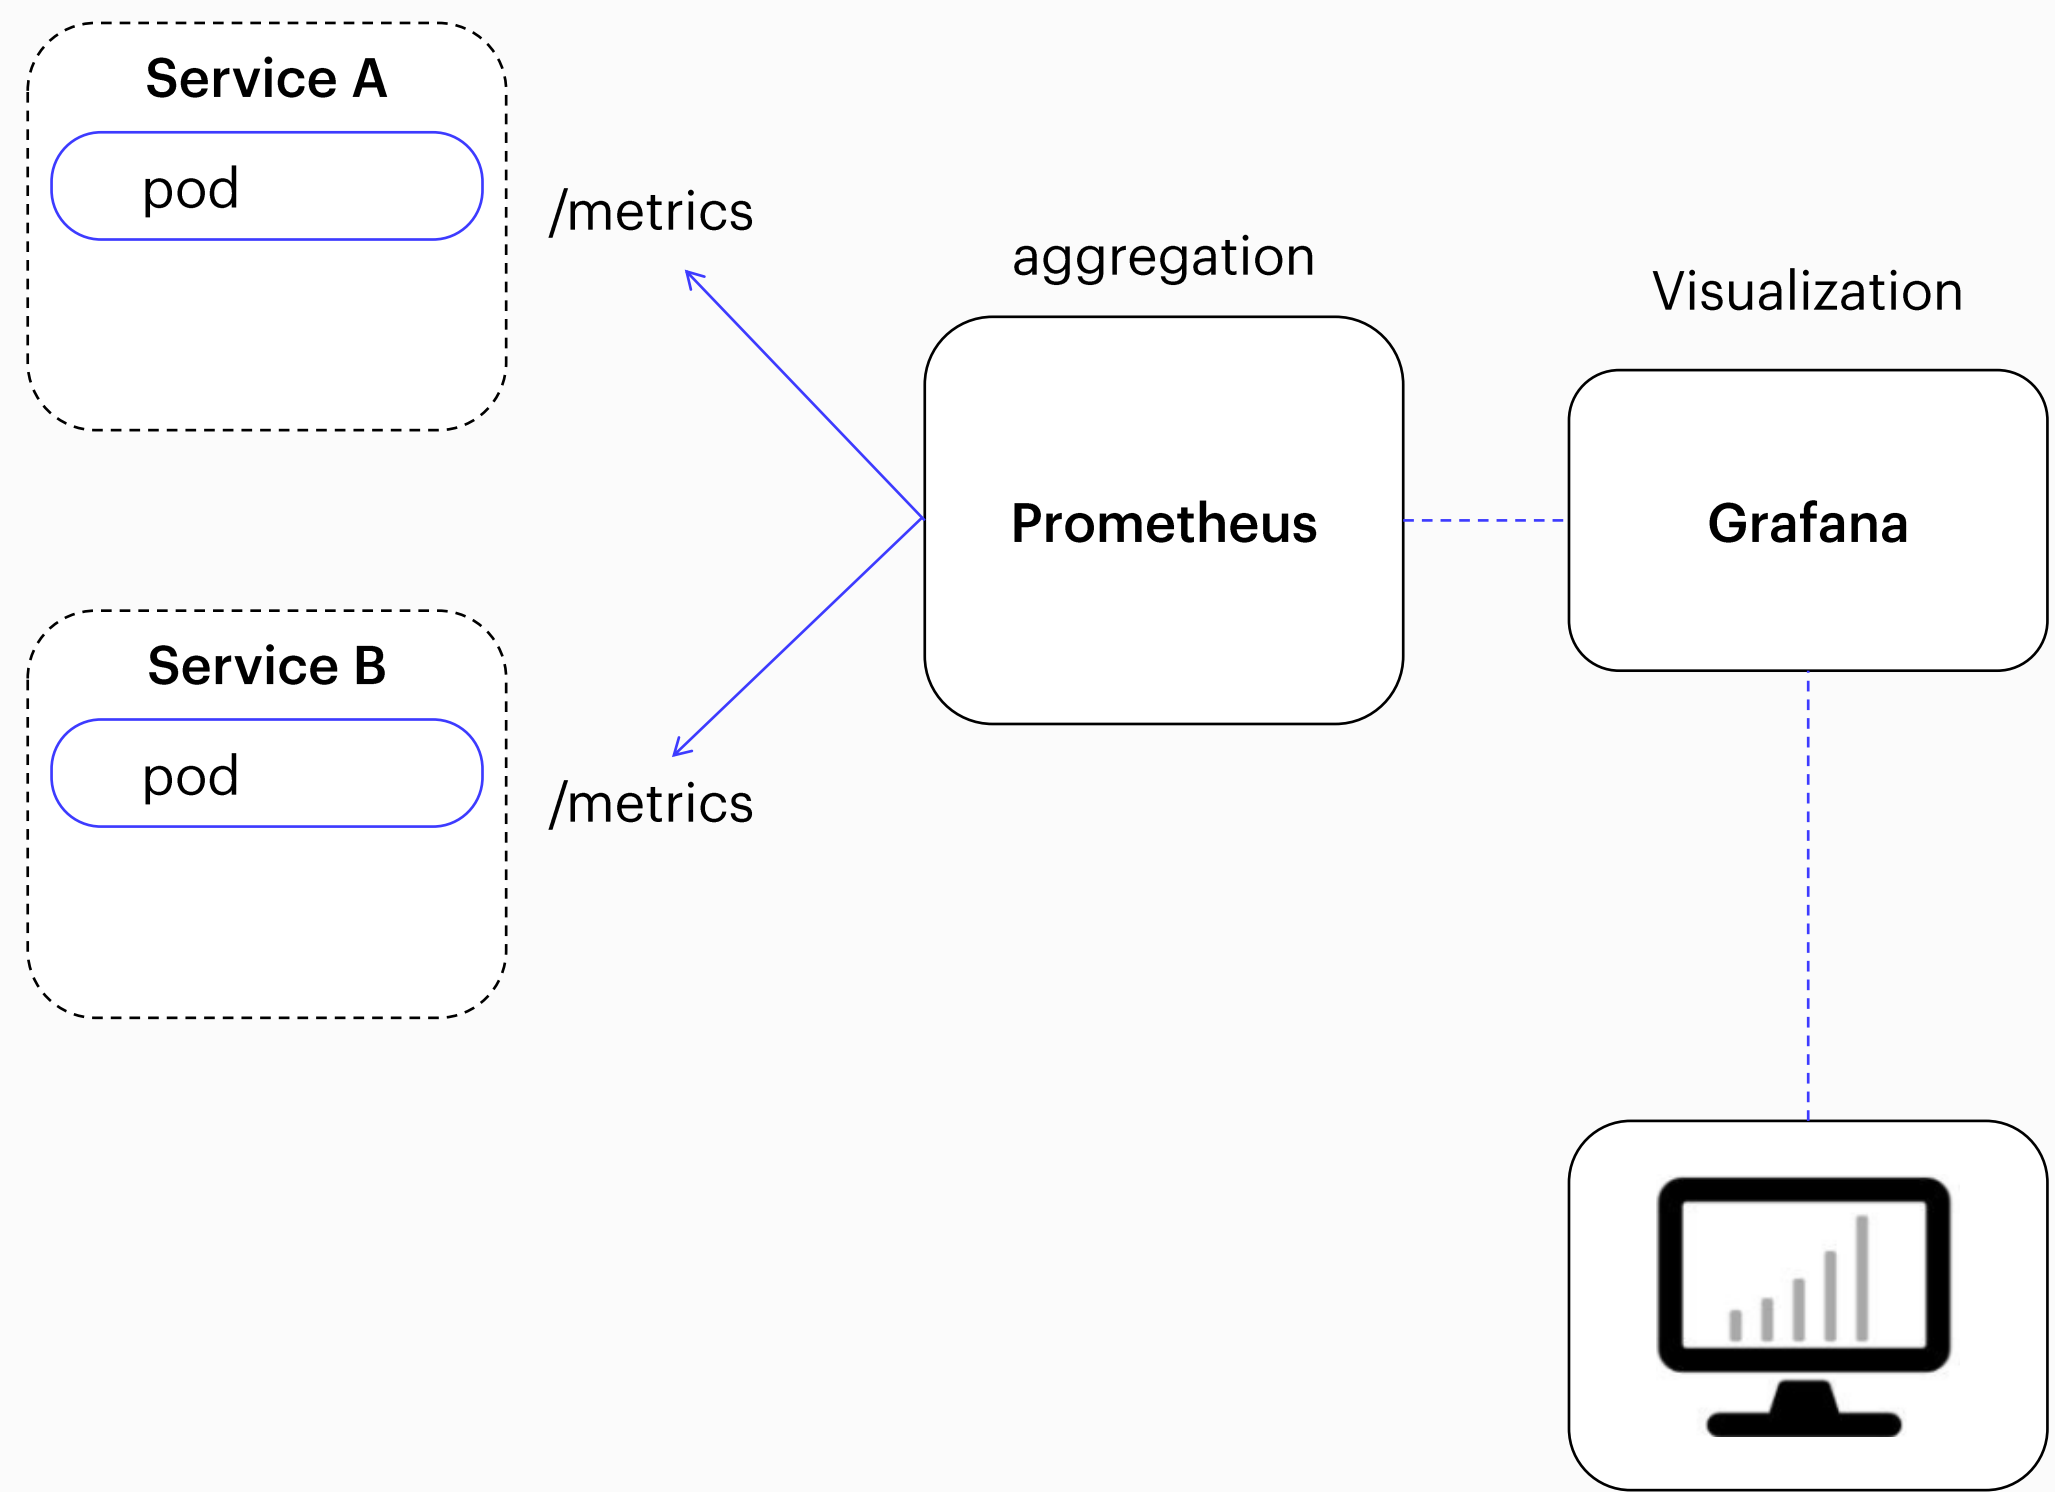 Service A
pod
/metrics
Service B
pod
/metrics
aggregation
Prometheus
Visualization
Grafana